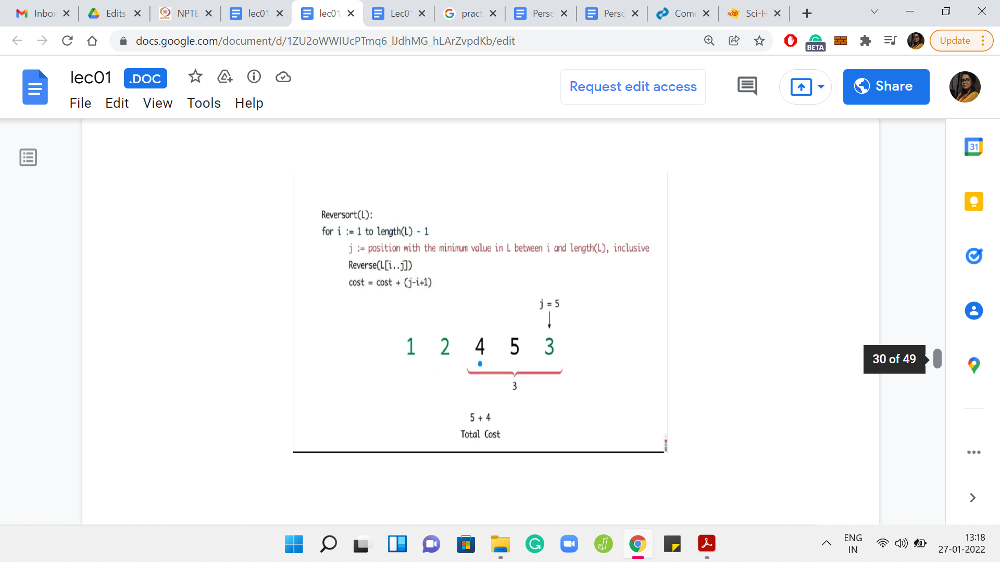 Inbox
Edits
NPTE
lec01
lec01
Lec01
pract
Perso
Perso
Com
Sci-H
docs.google.com/document/d/1ZU2oWWIUcPTmq6_lJdhMG_hLArZvpdKb/edit
BETA
Update
lec01 .DOC
Request edit access
Share
File Edit View Tools Help
31
Reversort(L):
for i := 1 to length(L) - 1
j := position with the minimum value in L between i and length(L), inclusive
Reverse(L[i..j])
cost = cost + (j-i+1)
j = 5
1 2 4 5 3
3
30 of 49
5 + 4
Total Cost
ENG
IN
13:18
27-01-2022